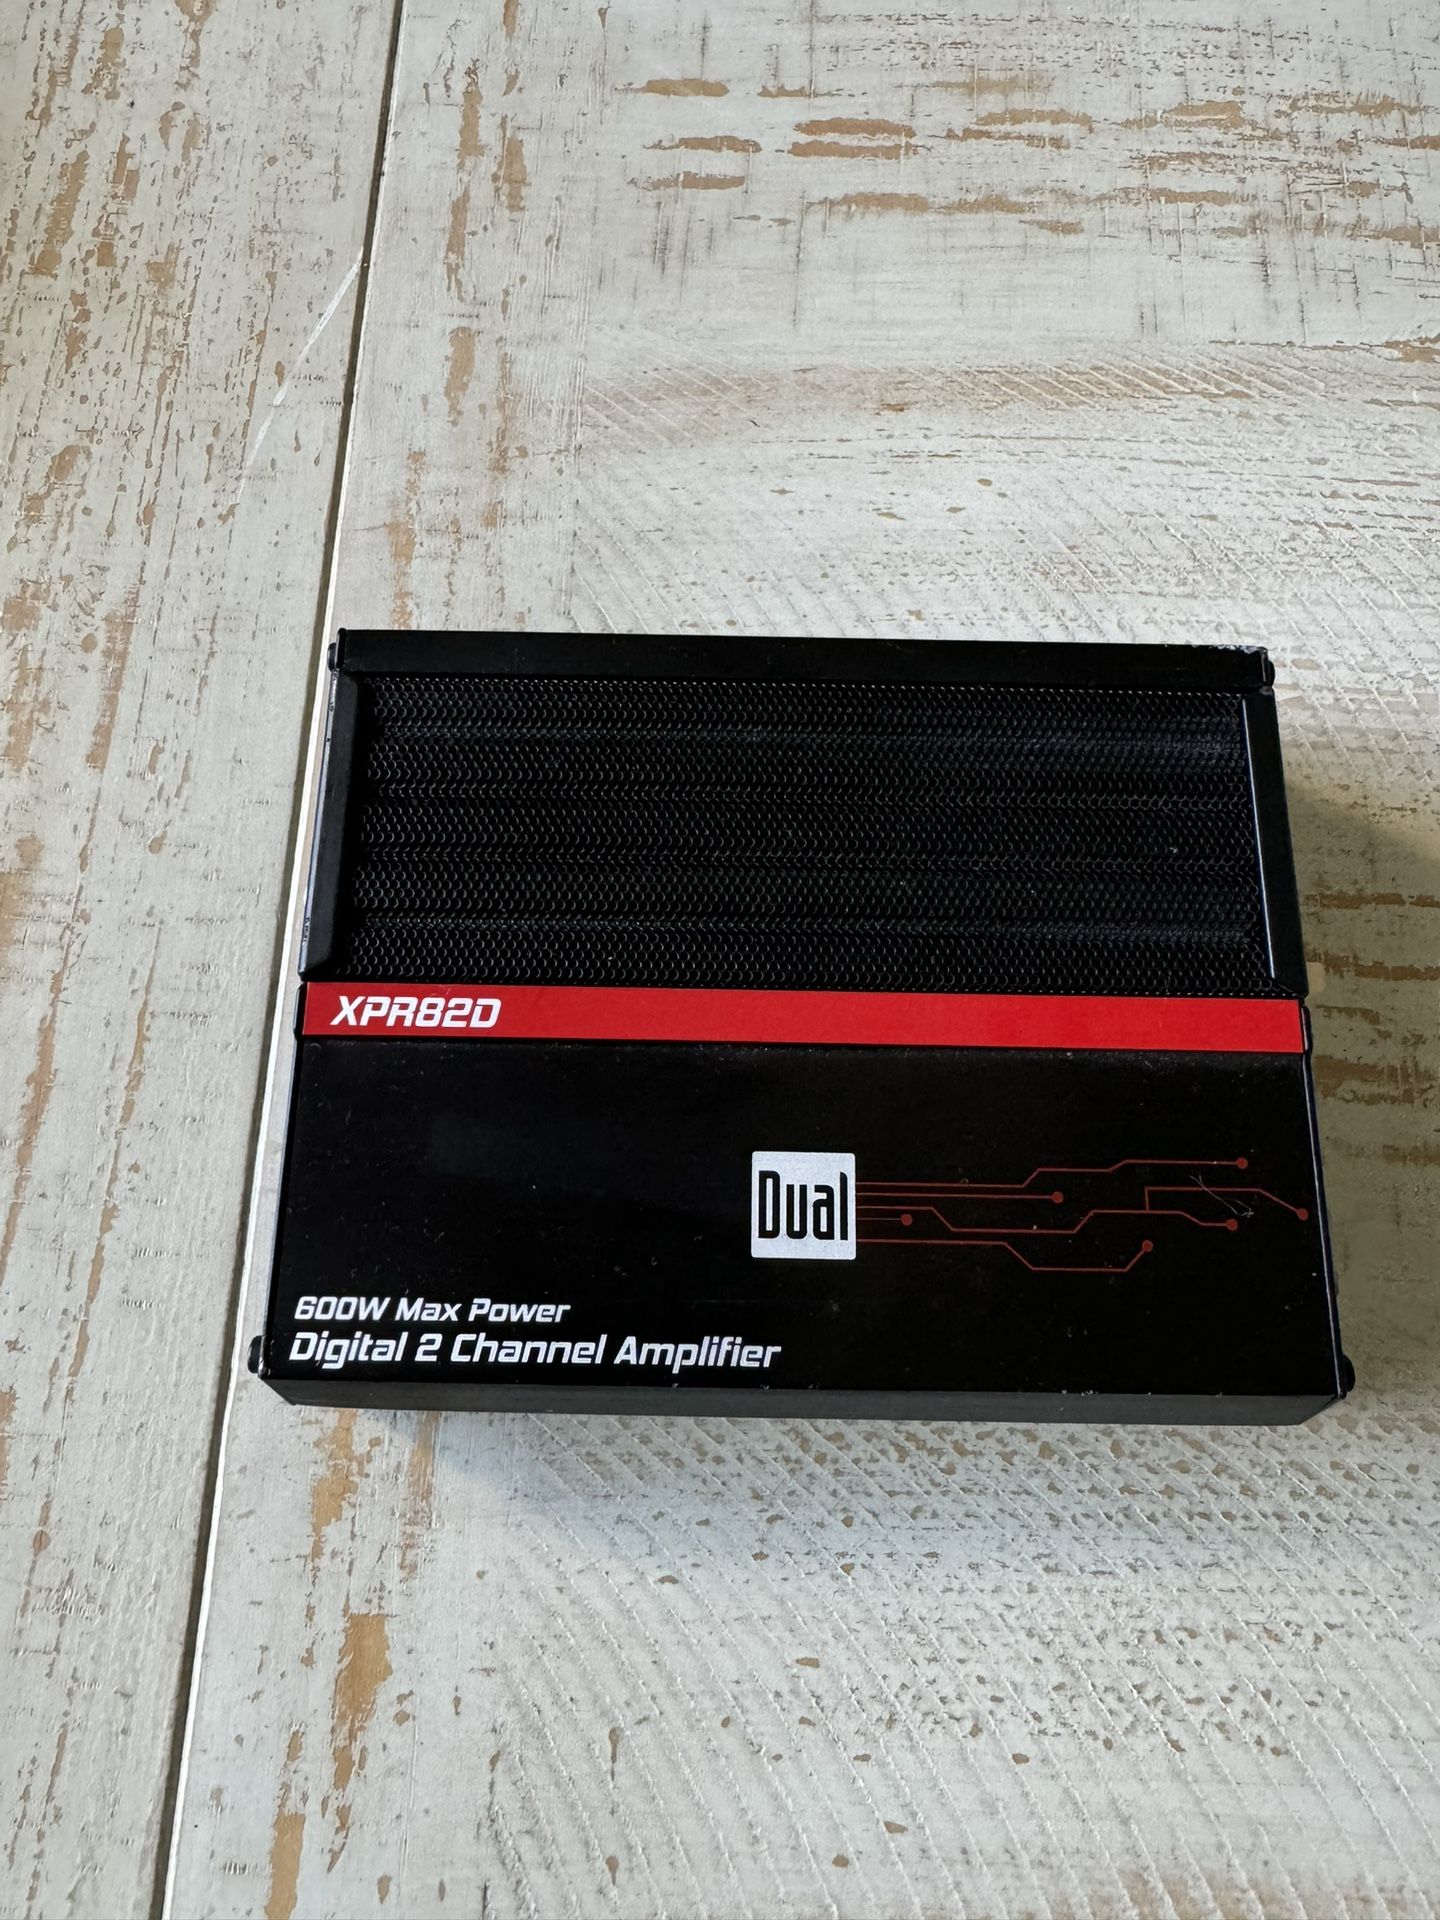 XPR82D
Dual
600W Max Power
Digital 2 Channel Amplifier